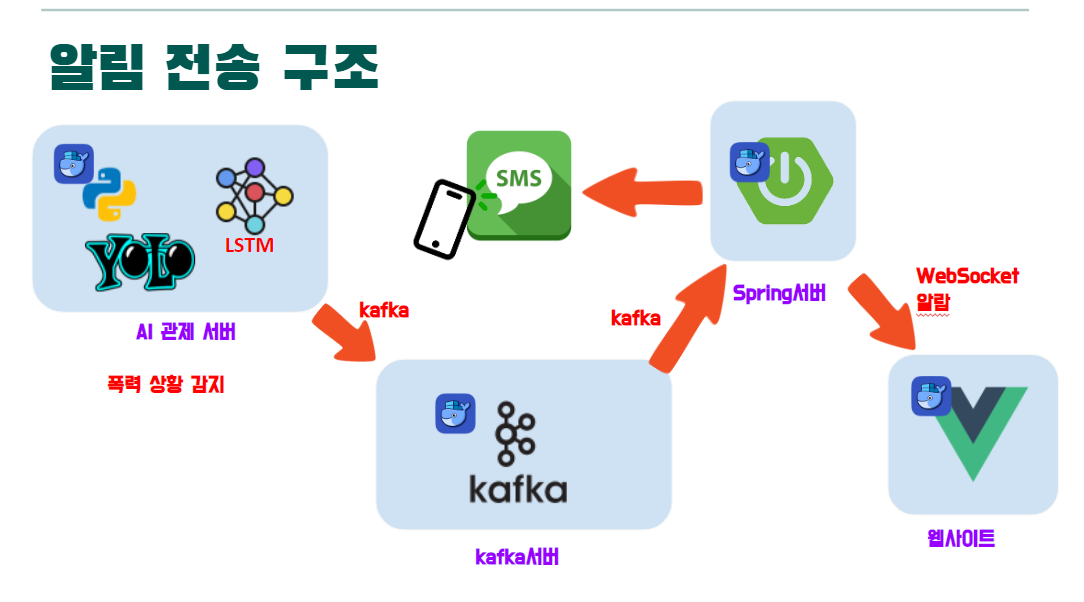 알림 전송 구조
YOLO
LSTM
AI 관제 서버
폭력 상황 감지
kafka
SMS
kafka
Spring서버
WebSocket
알람
kafka
kafka서버
웹사이트